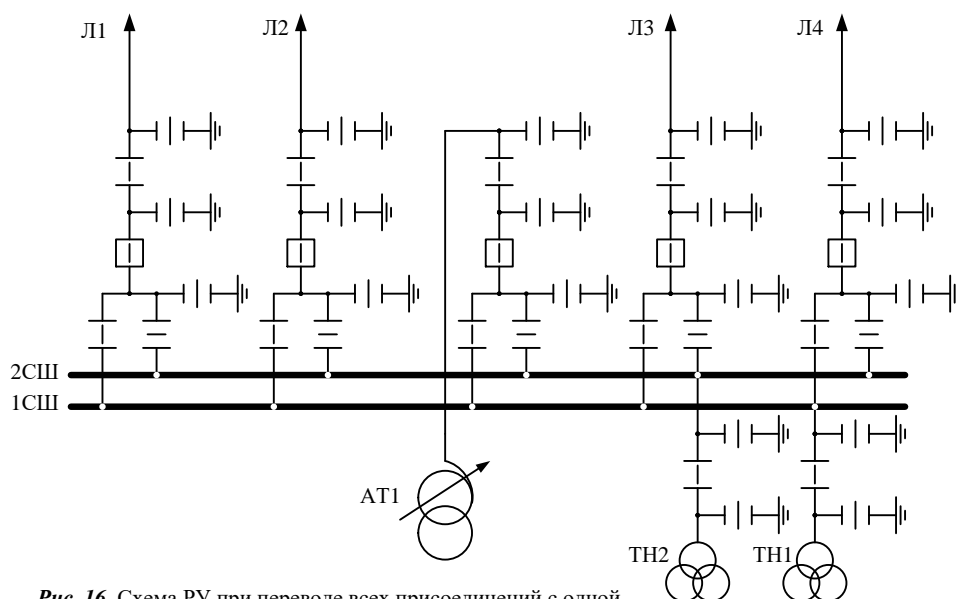 Л1
Л2
Л3
Л4
2СШ
1СШ
АТ1
ТН2
ТН1
Рис. 16. Схема РУ при переводе всех присоединений с одной